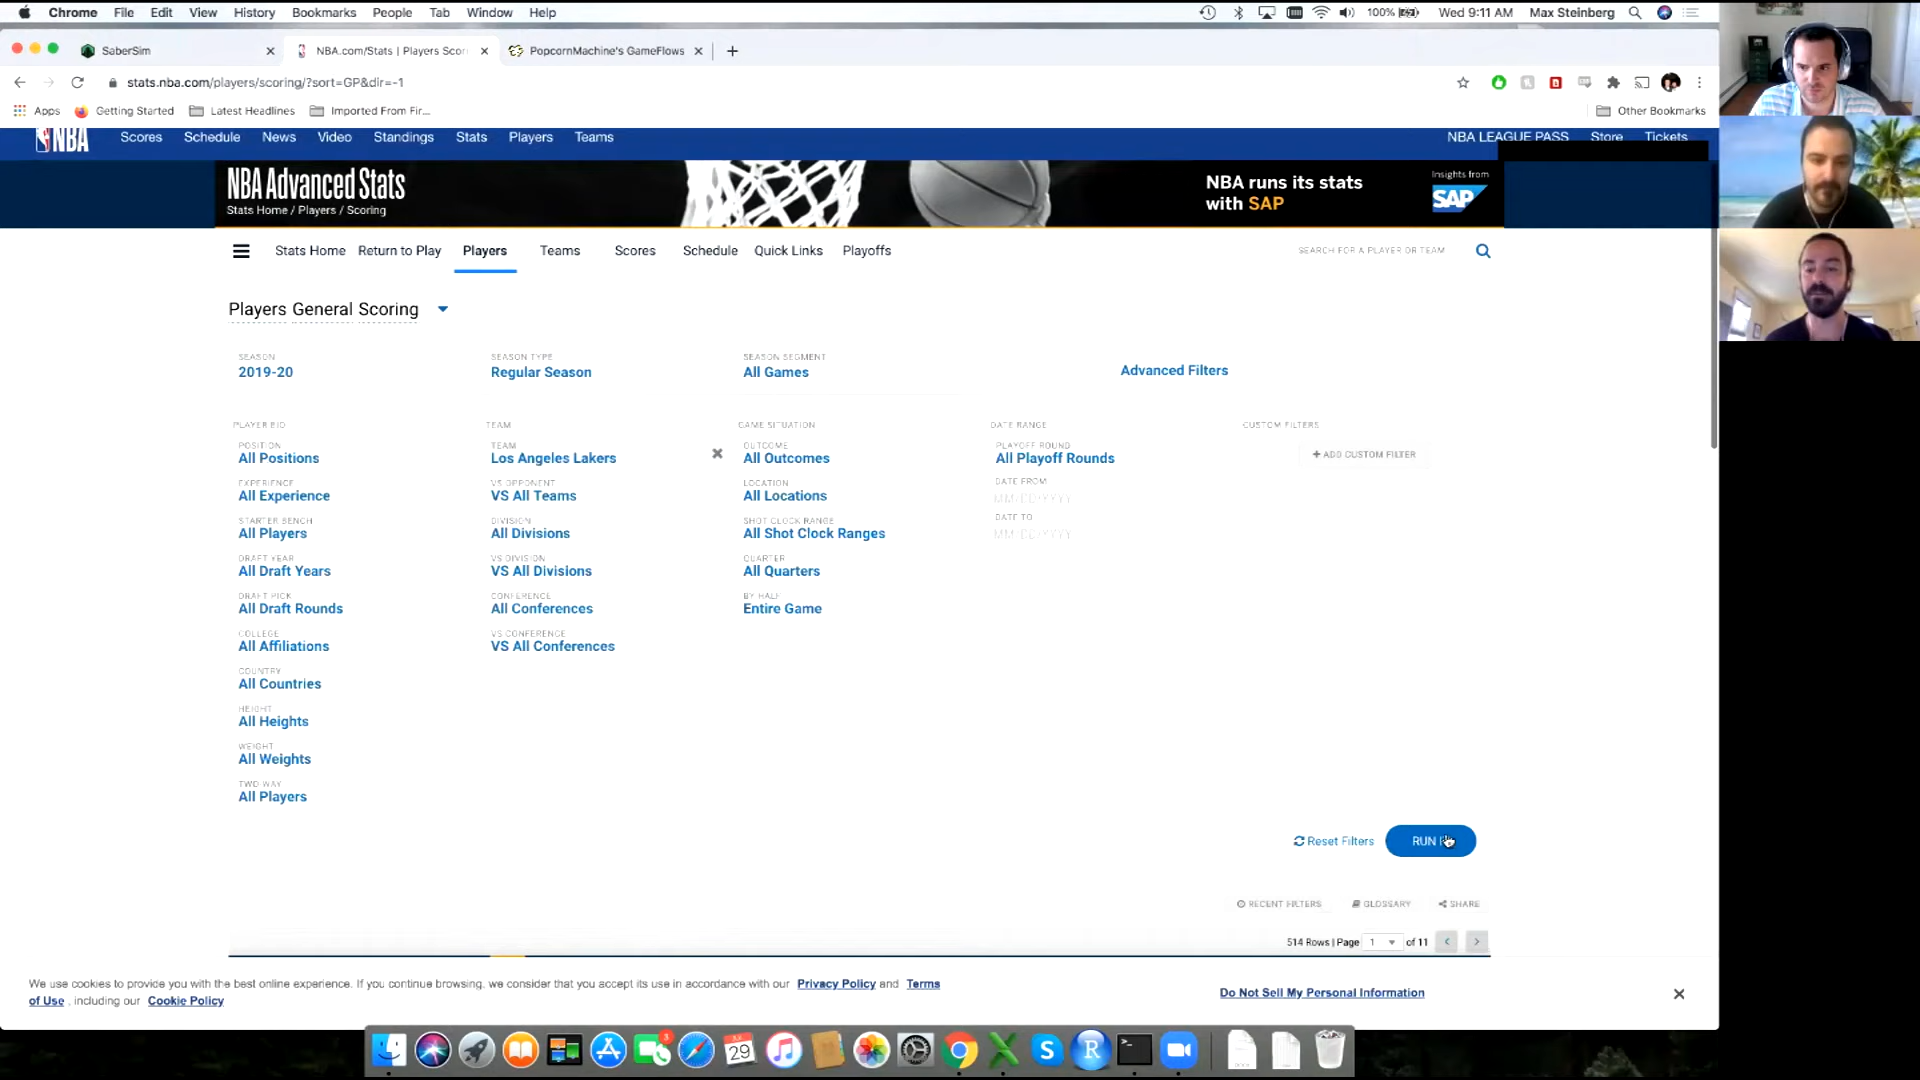 Chrome File Edit View History Bookmarks People Tab Window Help 100% Wed 9:11 AM Max Steinberg
SaberSim NBA.com/Stats | Players Scor PopcornMachine's GameFlows
stats.nba.com/players/scoring/?sort=GP&dir=-1
Apps Getting Started Latest Headlines Imported From Fir... Other Bookmarks
NBA Scores Schedule News Video Standings Stats Players Teams NBA LEAGUE PASS Store Tickets
NBA Advanced Stats
Stats Home / Players / Scoring
NBA runs its stats
with SAP
Insights from
SAP
Stats Home Return to Play Players Teams Scores Schedule Quick Links Playoffs SEARCH FOR A PLAYER OR TEAM
Players General Scoring
SEASON SEASON TYPE SEASON SEGMENT
2019-20 Regular Season All Games Advanced Filters
PLAYER BIO TEAM GAME SITUATION DATE RANGE CUSTOM FILTERS
POSITION TEAM OUTCOME PLAYOFF ROUND
All Positions Los Angeles Lakers All Outcomes All Playoff Rounds + ADD CUSTOM FILTER
EXPERIENCE VS OPPONENT LOCATION DATE FROM
All Experience VS All Teams All Locations MM/DD/YYYY
STARTER BENCH DIVISION SHOT CLOCK RANGE DATE TO
All Players All Divisions All Shot Clock Ranges MM/DD/YYYY
DRAFT YEAR VS DIVISION QUARTER
All Draft Years VS All Divisions All Quarters
DRAFT PICK CONFERENCE BY HALF
All Draft Rounds All Conferences Entire Game
COLLEGE VS CONFERENCE
All Affiliations VS All Conferences
COUNTRY
All Countries
HEIGHT
All Heights
WEIGHT
All Weights
TWO WAY
All Players
Reset Filters RUN
RECENT FILTERS GLOSSARY SHARE
514 Rows | Page 1 of 11
We use cookies to provide you with the best online experience. If you continue browsing, we consider that you accept its use in accordance with our Privacy Policy and Terms
of Use, including our Cookie Policy
Do Not Sell My Personal Information
3
JUL
29